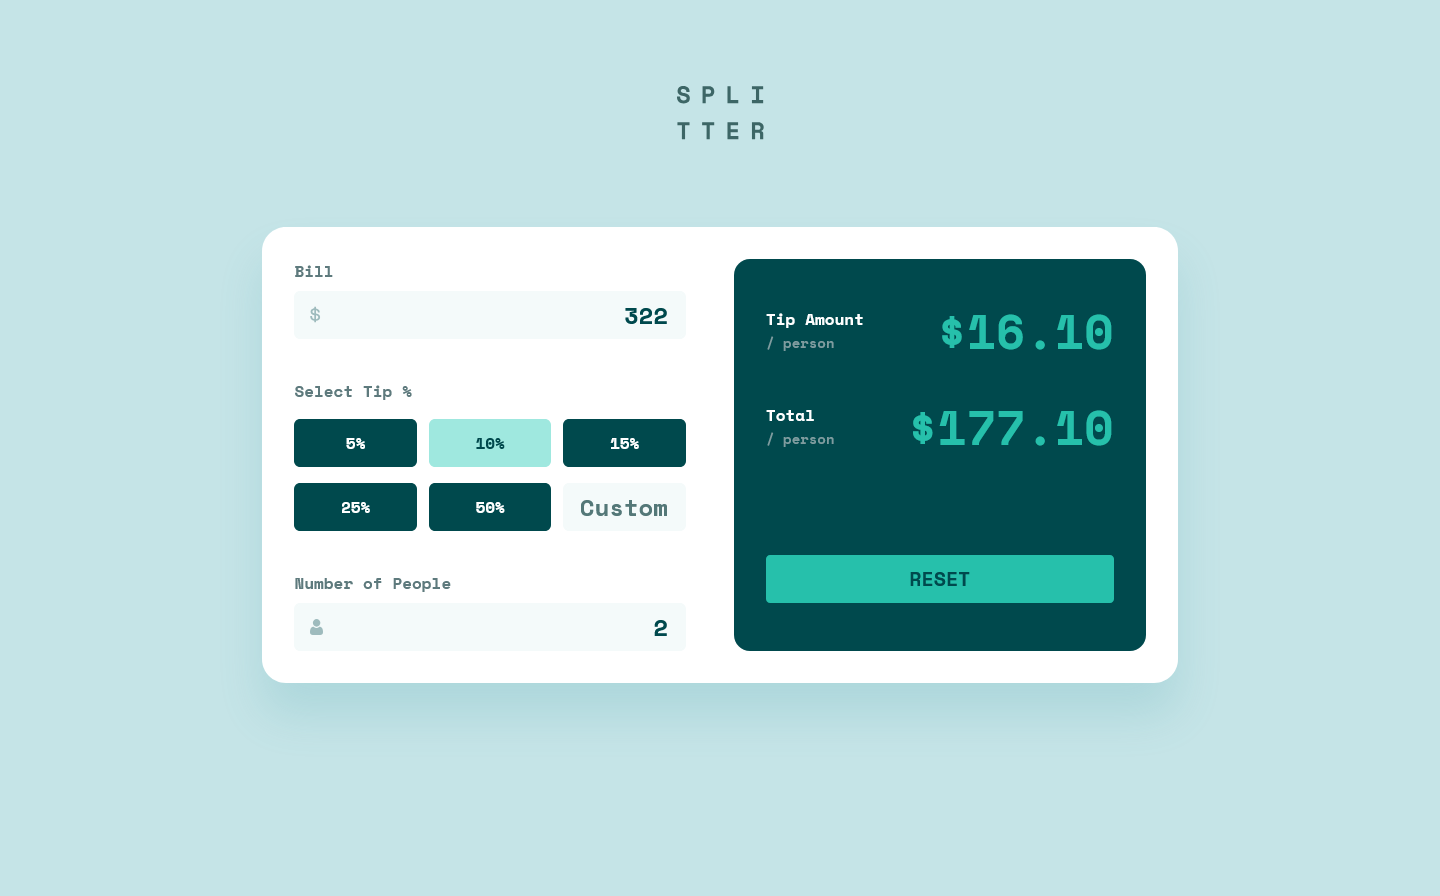 SPLI
TTER
Bill
$ 322
Select Tip %
5% 10% 15%
25% 50% Custom
Number of People
2
Tip Amount
/ person
$16.10
Total
/ person
$177.10
RESET